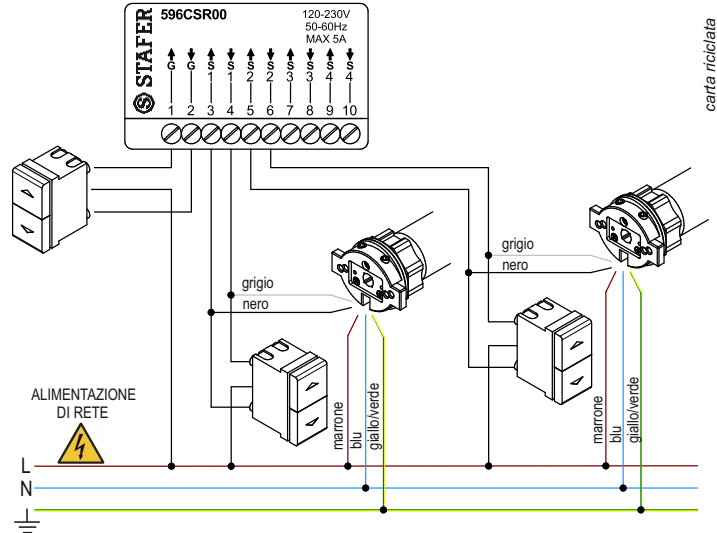 STAFER
596CSR00
120-230V
50-60Hz
MAX 5A
G G S S S S S S S S
1 1 2 2 3 3 4 4
1 2 3 4 5 6 7 8 9 10
carta riciclata
grigio
nero
grigio
nero
marrone
blu
giallo/verde
marrone
blu
giallo/verde
ALIMENTAZIONE
DI RETE
L
N